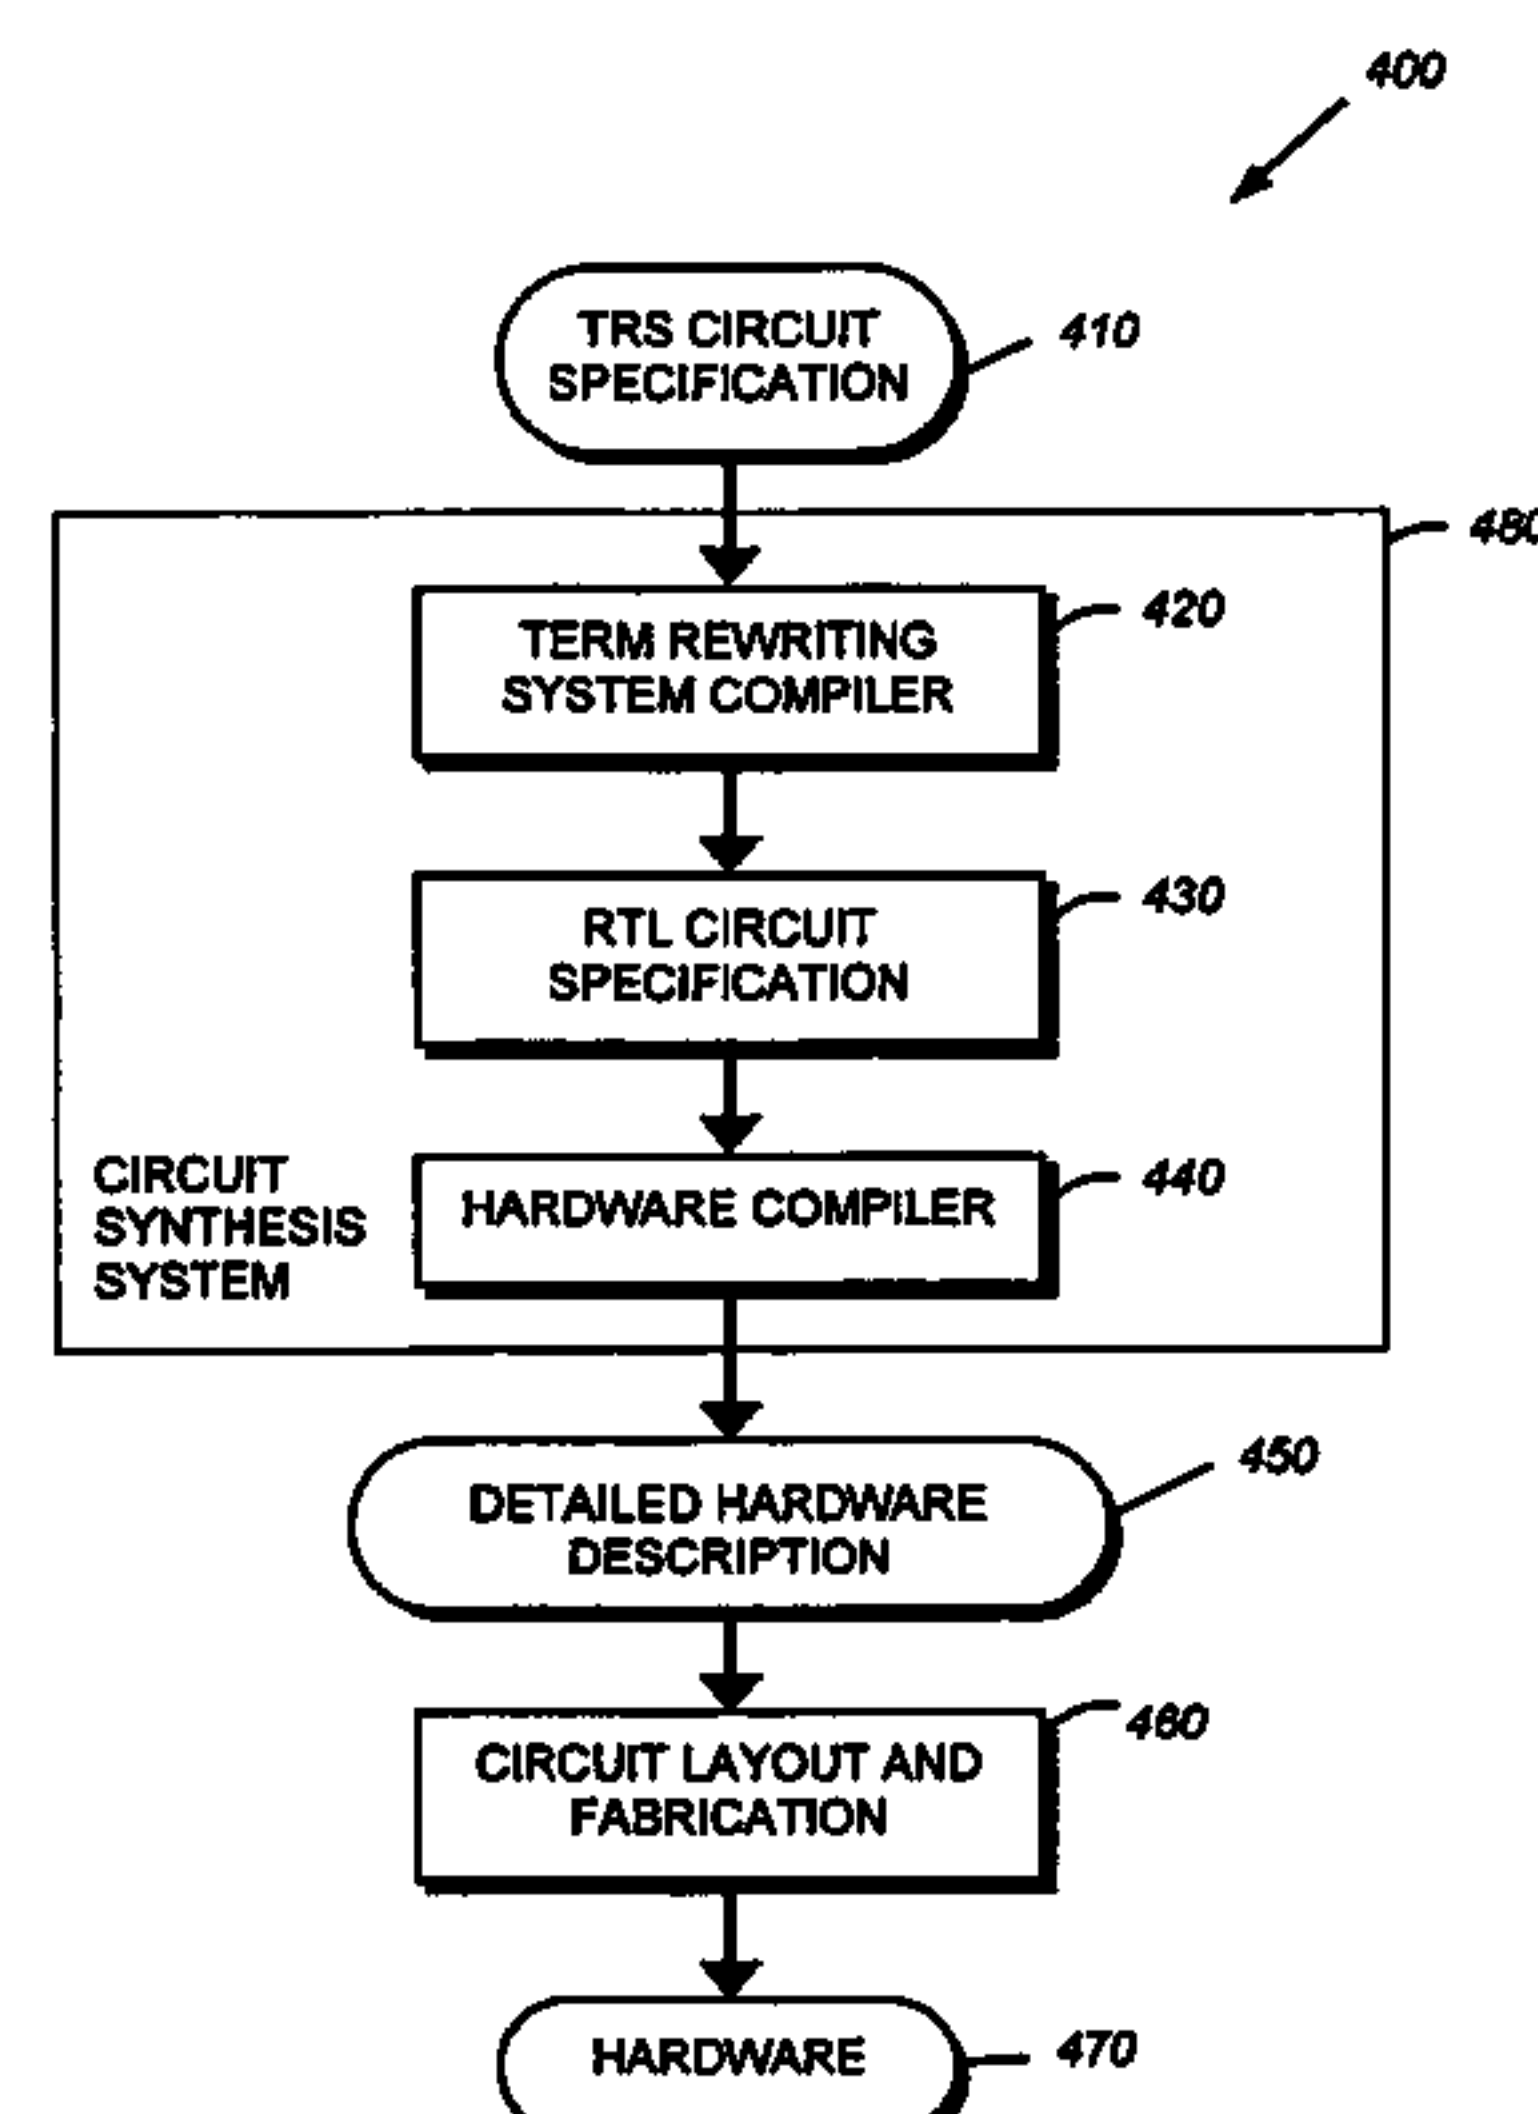 400
TRS CIRCUIT
SPECIFICATION
410
480
TERM REWRITING
SYSTEM COMPILER
420
RTL CIRCUIT
SPECIFICATION
430
HARDWARE COMPILER
440
CIRCUIT
SYNTHESIS
SYSTEM
DETAILED HARDWARE
DESCRIPTION
450
CIRCUIT LAYOUT AND
FABRICATION
460
HARDWARE
470